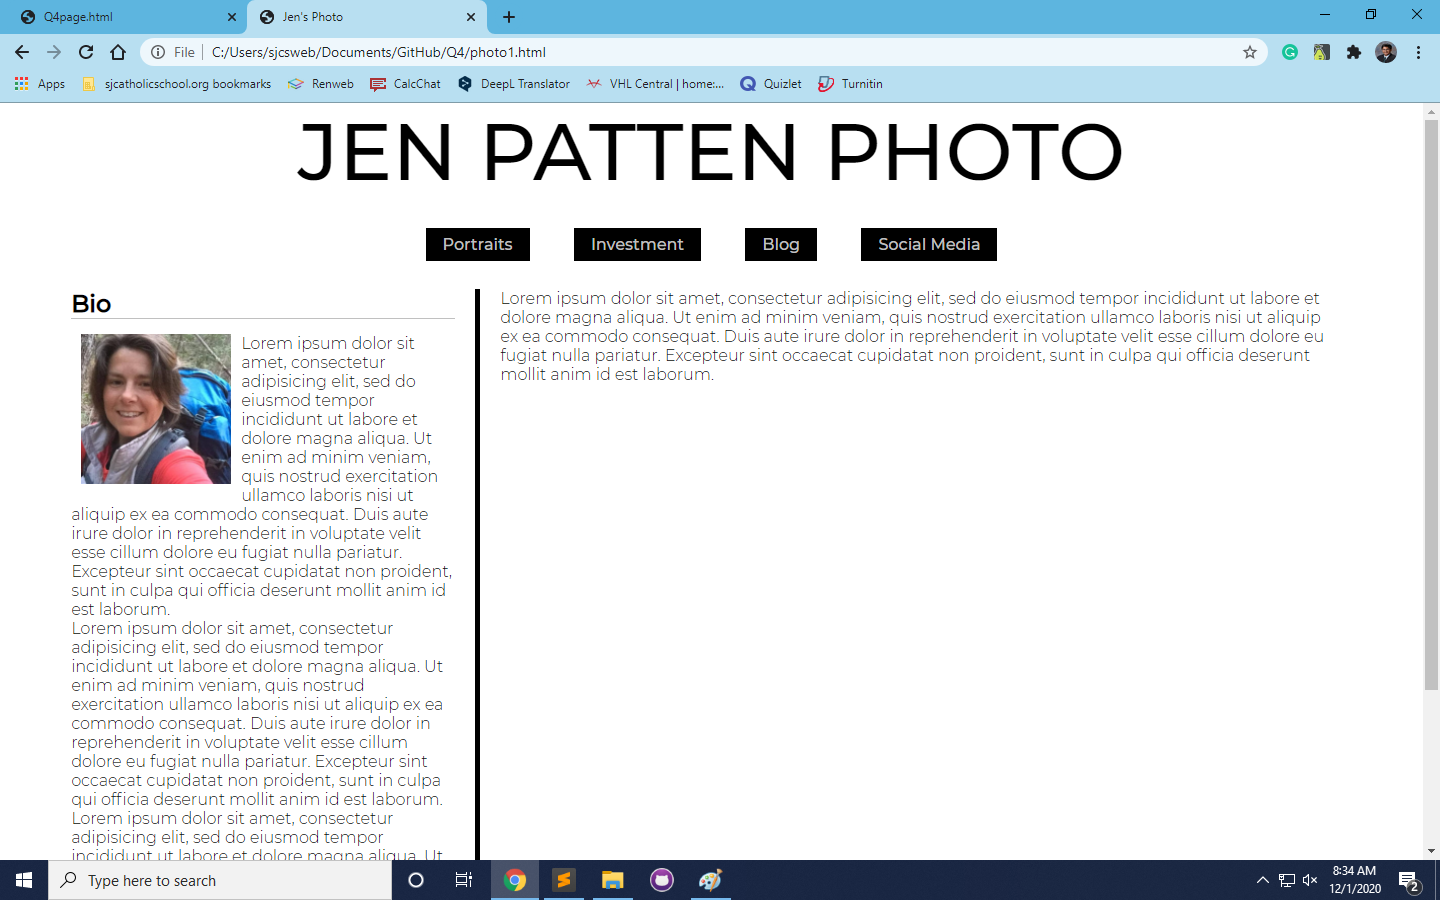 Q4page.html
Jen's Photo
File
C:/Users/sjcsweb/Documents/GitHub/Q4/photo1.html
Apps
sjcatholicschool.org bookmarks
Renweb
CalcChat
DeepL Translator
VHL Central | home:...
Quizlet
Turnitin
JEN PATTEN PHOTO
Portraits
Investment
Blog
Social Media
Bio
Lorem ipsum dolor sit
amet, consectetur
adipisicing elit, sed do
eiusmod tempor
incididunt ut labore et
dolore magna aliqua. Ut
enim ad minim veniam,
quis nostrud exercitation
ullamco laboris nisi ut
aliquip ex ea commodo consequat. Duis aute
irure dolor in reprehenderit in voluptate velit
esse cillum dolore eu fugiat nulla pariatur.
Excepteur sint occaecat cupidatat non proident,
sunt in culpa qui officia deserunt mollit anim id
est laborum.
Lorem ipsum dolor sit amet, consectetur
adipisicing elit, sed do eiusmod tempor
incididunt ut labore et dolore magna aliqua. Ut
enim ad minim veniam, quis nostrud
exercitation ullamco laboris nisi ut aliquip ex ea
commodo consequat. Duis aute irure dolor in
reprehenderit in voluptate velit esse cillum
dolore eu fugiat nulla pariatur. Excepteur sint
occaecat cupidatat non proident, sunt in culpa
qui officia deserunt mollit anim id est laborum.
Lorem ipsum dolor sit amet, consectetur
adipisicing elit, sed do eiusmod tempor
incididunt ut labore et dolore magna aliqua. Ut
Lorem ipsum dolor sit amet, consectetur adipisicing elit, sed do eiusmod tempor incididunt ut labore et
dolore magna aliqua. Ut enim ad minim veniam, quis nostrud exercitation ullamco laboris nisi ut aliquip
ex ea commodo consequat. Duis aute irure dolor in reprehenderit in voluptate velit esse cillum dolore eu
fugiat nulla pariatur. Excepteur sint occaecat cupidatat non proident, sunt in culpa qui officia deserunt
mollit anim id est laborum.
Type here to search
8:34 AM
12/1/2020
2